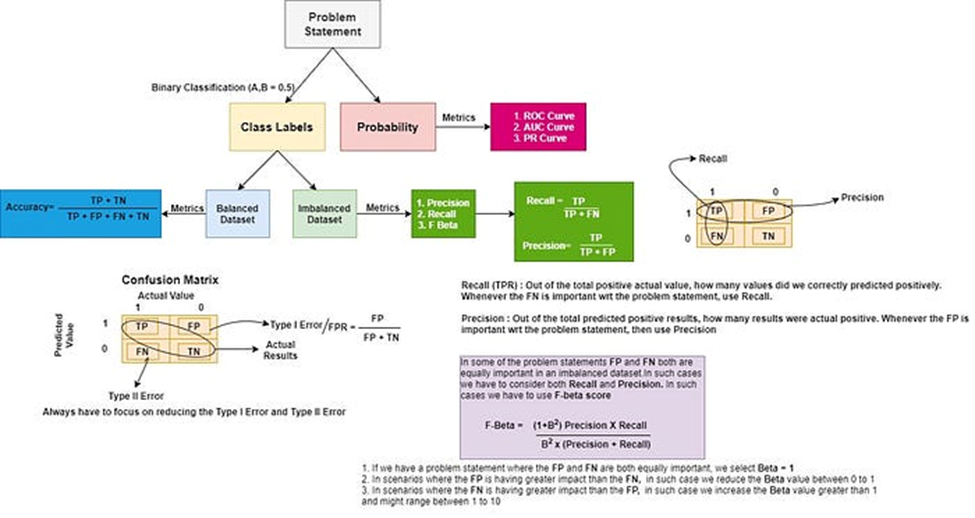 Problem
Statement
Binary Classification (A,B = 0.5)
Class Labels
Probability
Metrics
1. ROC Curve
2. AUC Curve
3. PR Curve
Accuracy= TP + TN
TP + FP + FN + TN
Metrics
Balanced
Dataset
Imbalanced
Dataset
Metrics
1. Precision
2. Recall
3. F Beta
Recall = TP
TP + FN
Precision= TP
TP + FP
Recall
Precision
1 0
1 TP FP
0 FN TN
Confusion Matrix
Actual Value
1 0
Predicted
Value
1 TP FP
0 FN TN
Type I Error/FPR = FP
FP + TN
Actual
Results
Type II Error
Always have to focus on reducing the Type I Error and Type II Error
Recall (TPR) : Out of the total positive actual value, how many values did we correctly predicted positively.
Whenever the FN is important wrt the problem statement, use Recall.
Precision : Out of the total predicted positive results, how many results were actual positive. Whenever the FP is
important wrt the problem statement, then use Precision
In some of the problem statements FP and FN both are
equally important in an imbalanced dataset.In such cases
we have to consider both Recall and Precision. In such
cases we have to use F-beta score
F-Beta = (1+B²) Precision X Recall
B² x (Precision + Recall)
1. If we have a problem statement where the FP and FN are both equally important, we select Beta = 1
2. In scenarios where the FP is having greater impact than the FN, in such case we reduce the Beta value between 0 to 1
3. In scenarios where the FN is having greater impact than the FP, in such case we increase the Beta value greater than 1
and might range between 1 to 10